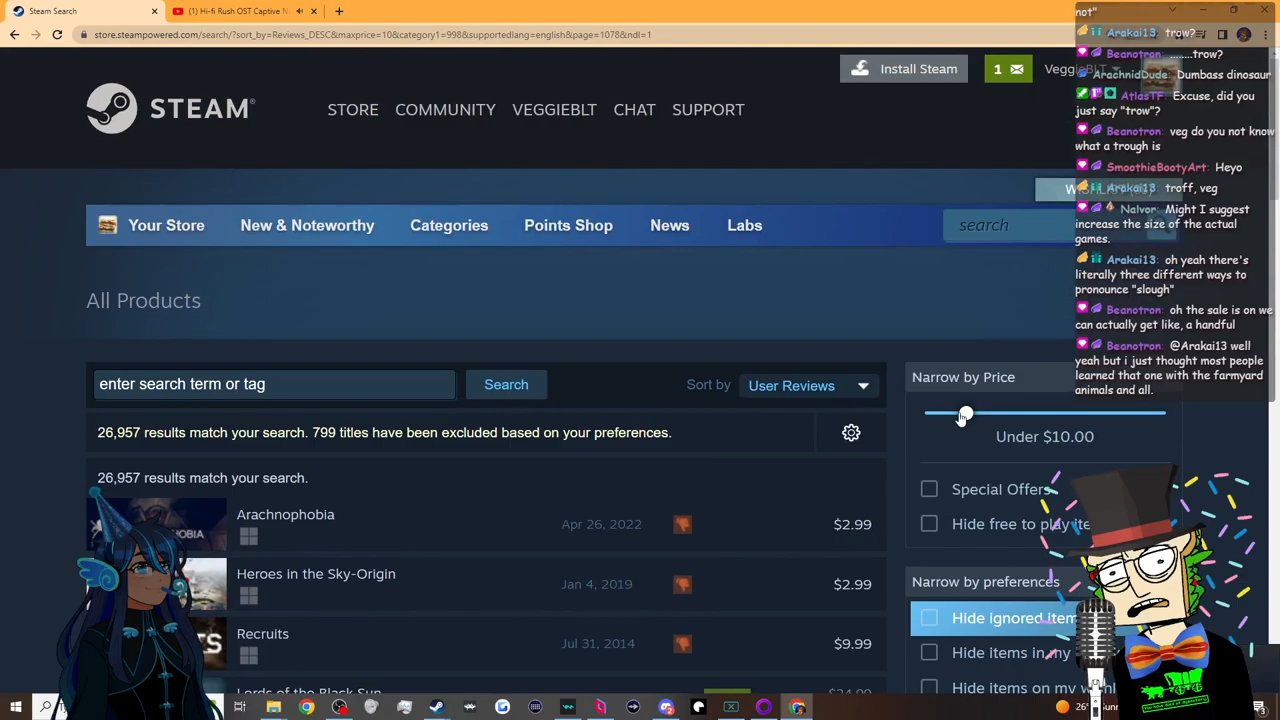 Steam Search
(1) Hi-fi Rush OST Captive N
store.steampowered.com/search/?sort_by=Reviews_DESC&maxprice=10&category1=998&supportedlang=english&page=1078&ndl=1
not"
Arakai13: trow?
Beanotron: ........trow?
ArachnidDude: Dumbass dinosaur
AtlasTF: Excuse, did you
just say "trow"?
Beanotron: veg do you not know
what a trough is
SmoothieBootyArt: Heyo
Arakai13: troff, veg
Nelvor: Might I suggest
increase the size of the actual
games.
Arakai13: oh yeah there's
literally three different ways to
pronounce "slough"
Beanotron: oh the sale is on we
can actually get like, a handful
Beanotron: @Arakai13 well
yeah but i just thought most people
learned that one with the farmyard
animals and all.
Install Steam
1
VeggieBLT
STEAM®
STORE
COMMUNITY
VEGGIEBLT
CHAT
SUPPORT
Your Store
New & Noteworthy
Categories
Points Shop
News
Labs
search
All Products
enter search term or tag
Search
Sort by
User Reviews
26,957 results match your search. 799 titles have been excluded based on your preferences.
26,957 results match your search.
Arachnophobia
Apr 26, 2022
$2.99
Heroes in the Sky-Origin
Jan 4, 2019
$2.99
Recruits
Jul 31, 2014
$9.99
Lords of the Black Sun
$24.99
Narrow by Price
Under $10.00
Special Offers
Hide free to play ite
Narrow by preferences
Hide ignored item
Hide items in my
Hide items on my